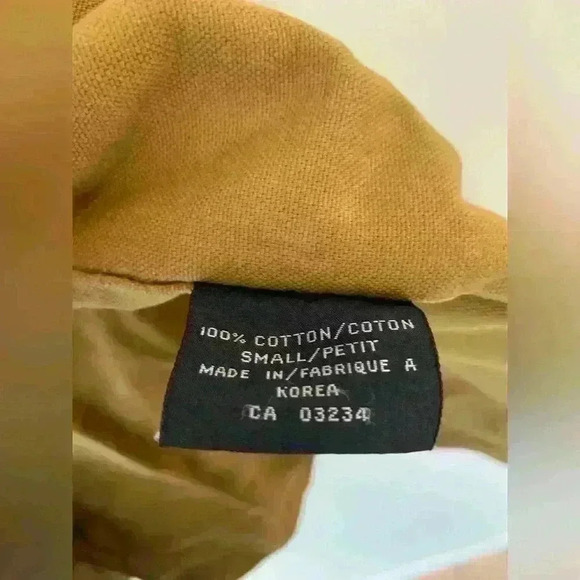 100% COTTON/COTON
SMALL/PETIT
MADE IN/FABRIQUE A
KOREA
CA 03234